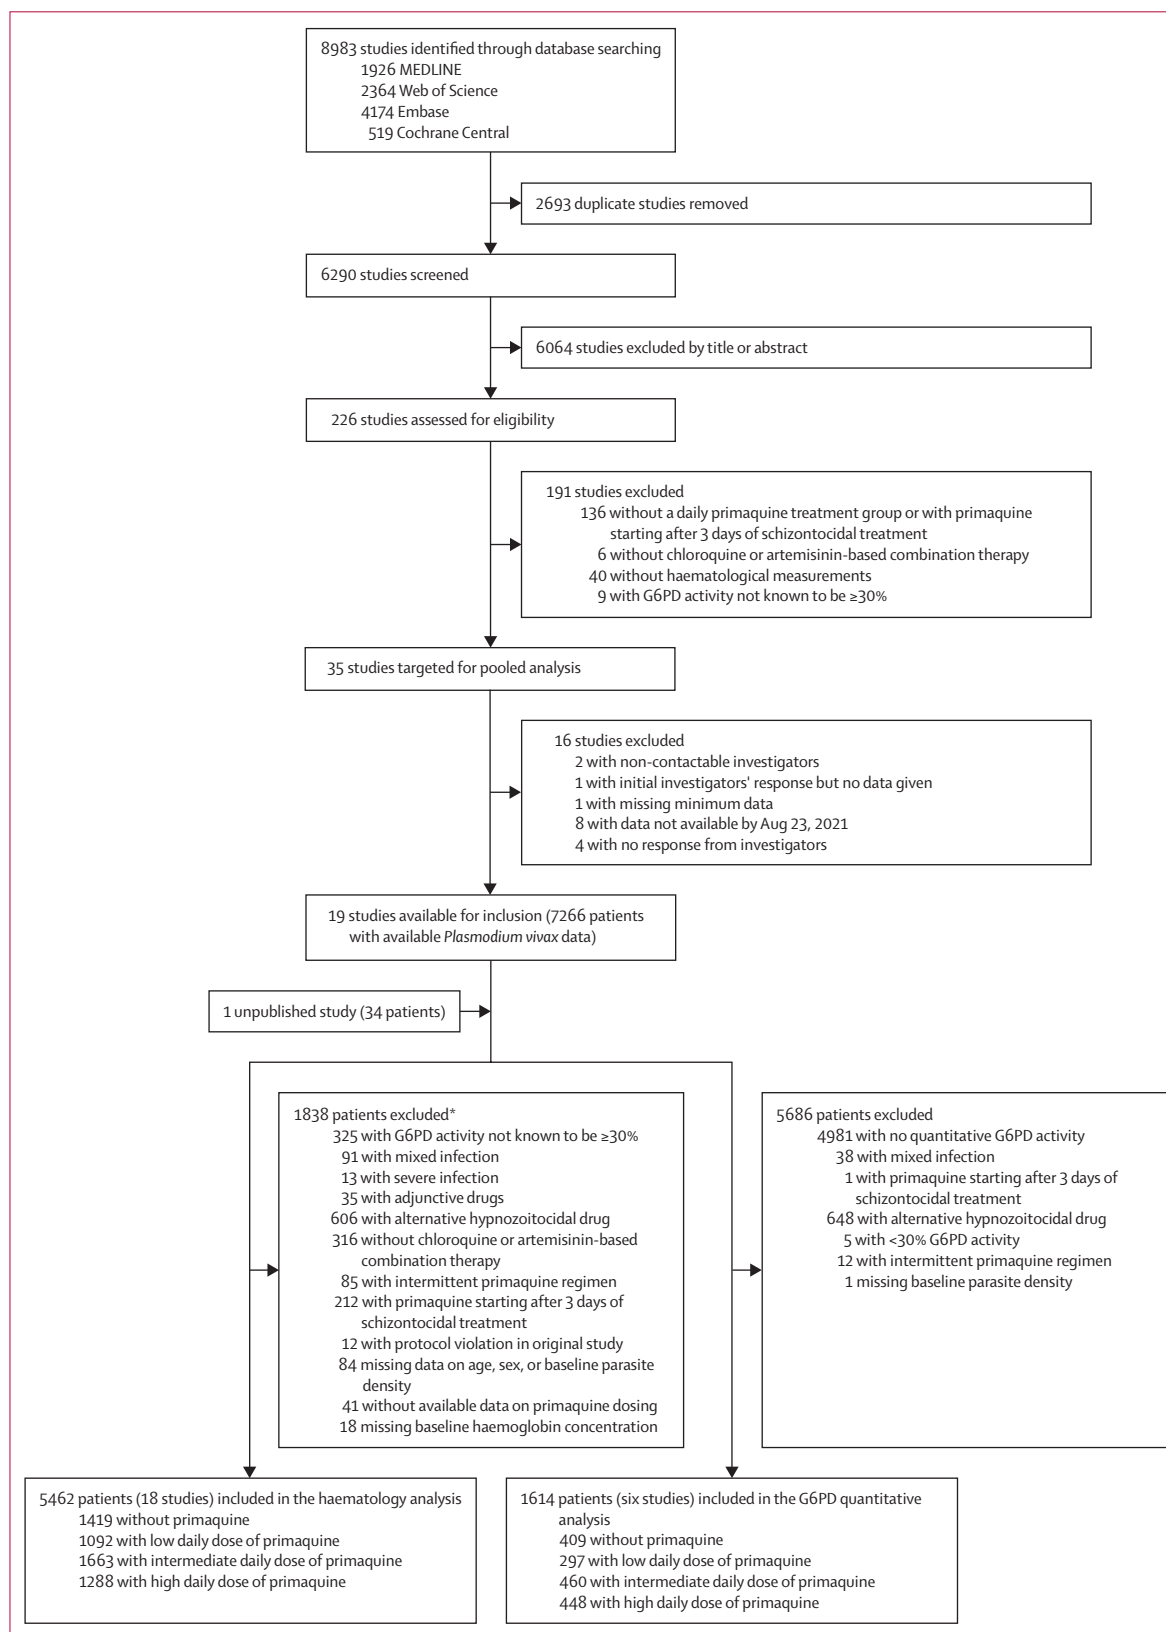 8983 studies identified through database searching
1926 MEDLINE
2364 Web of Science
4174 Embase
519 Cochrane Central
2693 duplicate studies removed
6290 studies screened
6064 studies excluded by title or abstract
226 studies assessed for eligibility
191 studies excluded
136 without a daily primaquine treatment group or with primaquine
starting after 3 days of schizontocidal treatment
6 without chloroquine or artemisinin-based combination therapy
40 without haematological measurements
9 with G6PD activity not known to be ≥30%
35 studies targeted for pooled analysis
16 studies excluded
2 with non-contactable investigators
1 with initial investigators' response but no data given
1 with missing minimum data
8 with data not available by Aug 23, 2021
4 with no response from investigators
19 studies available for inclusion (7266 patients
with available Plasmodium vivax data)
1 unpublished study (34 patients)
1838 patients excluded*
325 with G6PD activity not known to be ≥30%
91 with mixed infection
13 with severe infection
35 with adjunctive drugs
606 with alternative hypnozoitocidal drug
316 without chloroquine or artemisinin-based
combination therapy
85 with intermittent primaquine regimen
212 with primaquine starting after 3 days of
schizontocidal treatment
12 with protocol violation in original study
84 missing data on age, sex, or baseline parasite
density
41 without available data on primaquine dosing
18 missing baseline haemoglobin concentration
5686 patients excluded
4981 with no quantitative G6PD activity
38 with mixed infection
1 with primaquine starting after 3 days of
schizontocidal treatment
648 with alternative hypnozoitocidal drug
5 with <30% G6PD activity
12 with intermittent primaquine regimen
1 missing baseline parasite density
5462 patients (18 studies) included in the haematology analysis
1419 without primaquine
1092 with low daily dose of primaquine
1663 with intermediate daily dose of primaquine
1288 with high daily dose of primaquine
1614 patients (six studies) included in the G6PD quantitative
analysis
409 without primaquine
297 with low daily dose of primaquine
460 with intermediate daily dose of primaquine
448 with high daily dose of primaquine